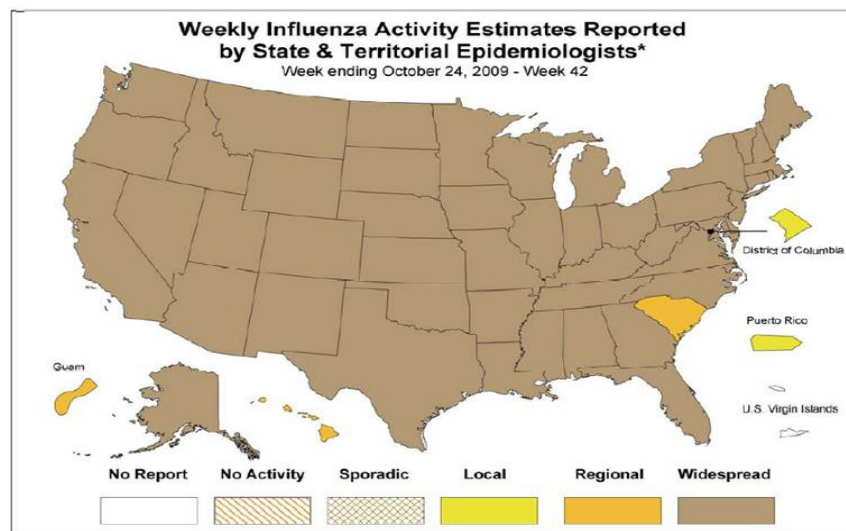 Weekly Influenza Activity Estimates Reported
by State & Territorial Epidemiologists*
Week ending October 24, 2009 - Week 42
District of Columbia
Puerto Rico
Guam
U.S. Virgin Islands
No Report No Activity Sporadic Local Regional Widespread